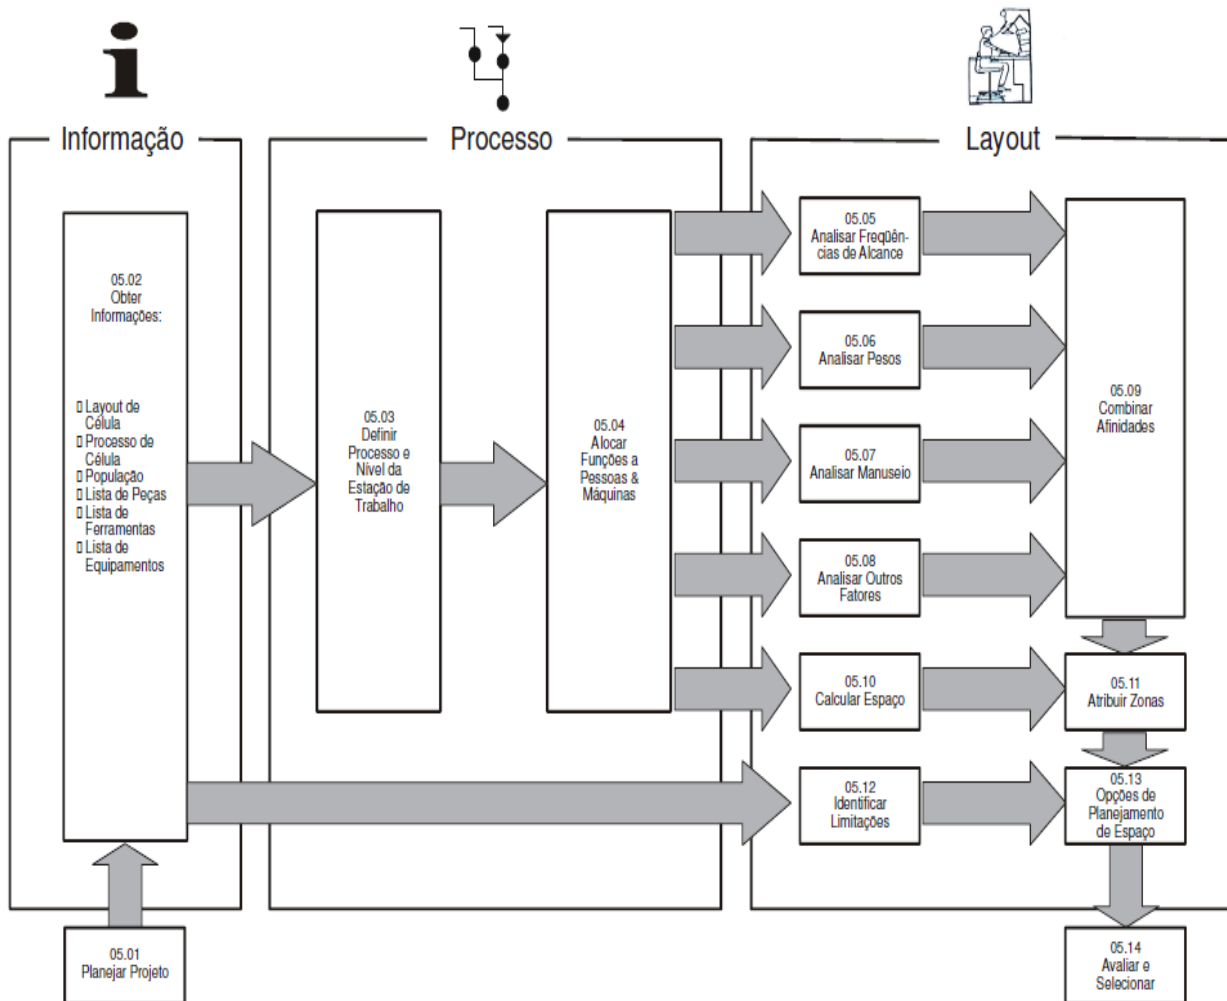 Informação
Processo
Layout
05.02
Obter
Informações:
Layout de
Célula
Processo de
Célula
População
Lista de Peças
Lista de
Ferramentas
Lista de
Equipamentos
05.03
Definir
Processo e
Nível da
Estação de
Trabalho
05.04
Alocar
Funções a
Pessoas &
Máquinas
05.05
Analisar Freqüên-
cias de Alcance
05.06
Analisar Pesos
05.07
Analisar Manuseio
05.08
Analisar Outros
Fatores
05.09
Combinar
Afinidades
05.10
Calcular Espaço
05.11
Atribuir Zonas
05.12
Identificar
Limitações
05.13
Opções de
Planejamento
de Espaço
05.01
Planejar Projeto
05.14
Avaliar e
Selecionar